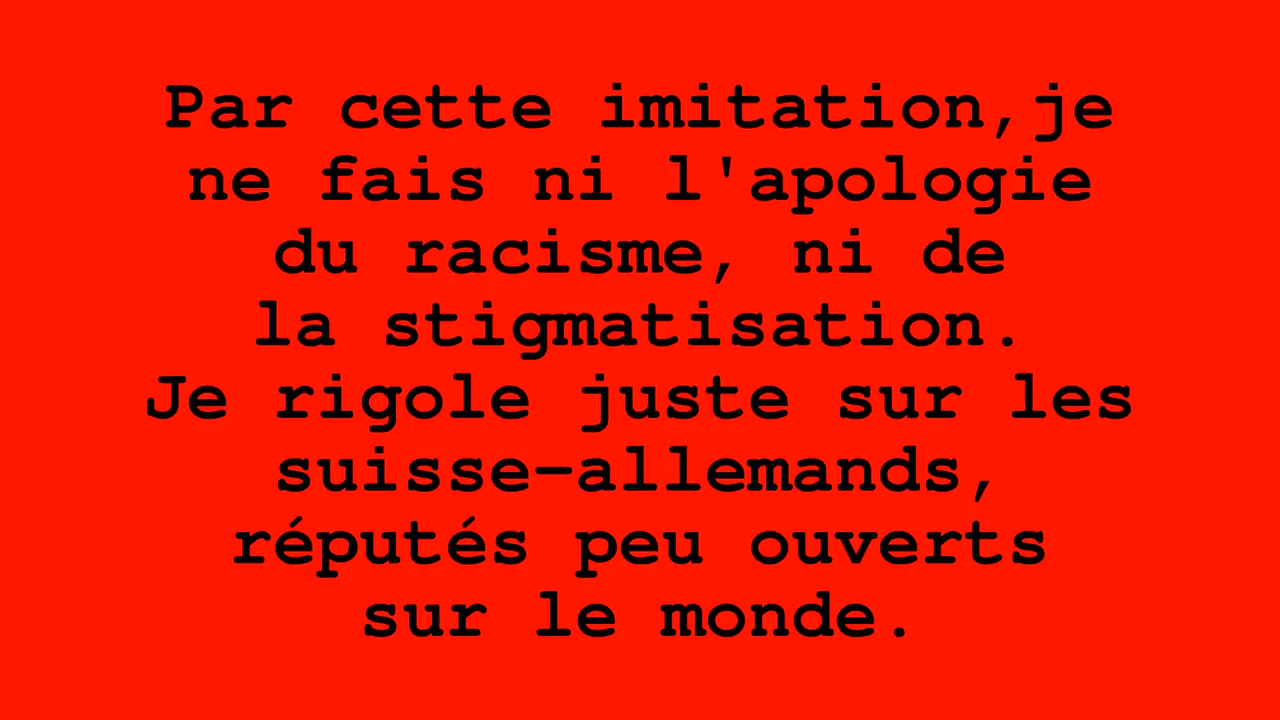 Par cette imitation,je
ne fais ni l'apologie
du racisme, ni de
la stigmatisation.
Je rigole juste sur les
suisse-allemands,
réputés peu ouverts
sur le monde.